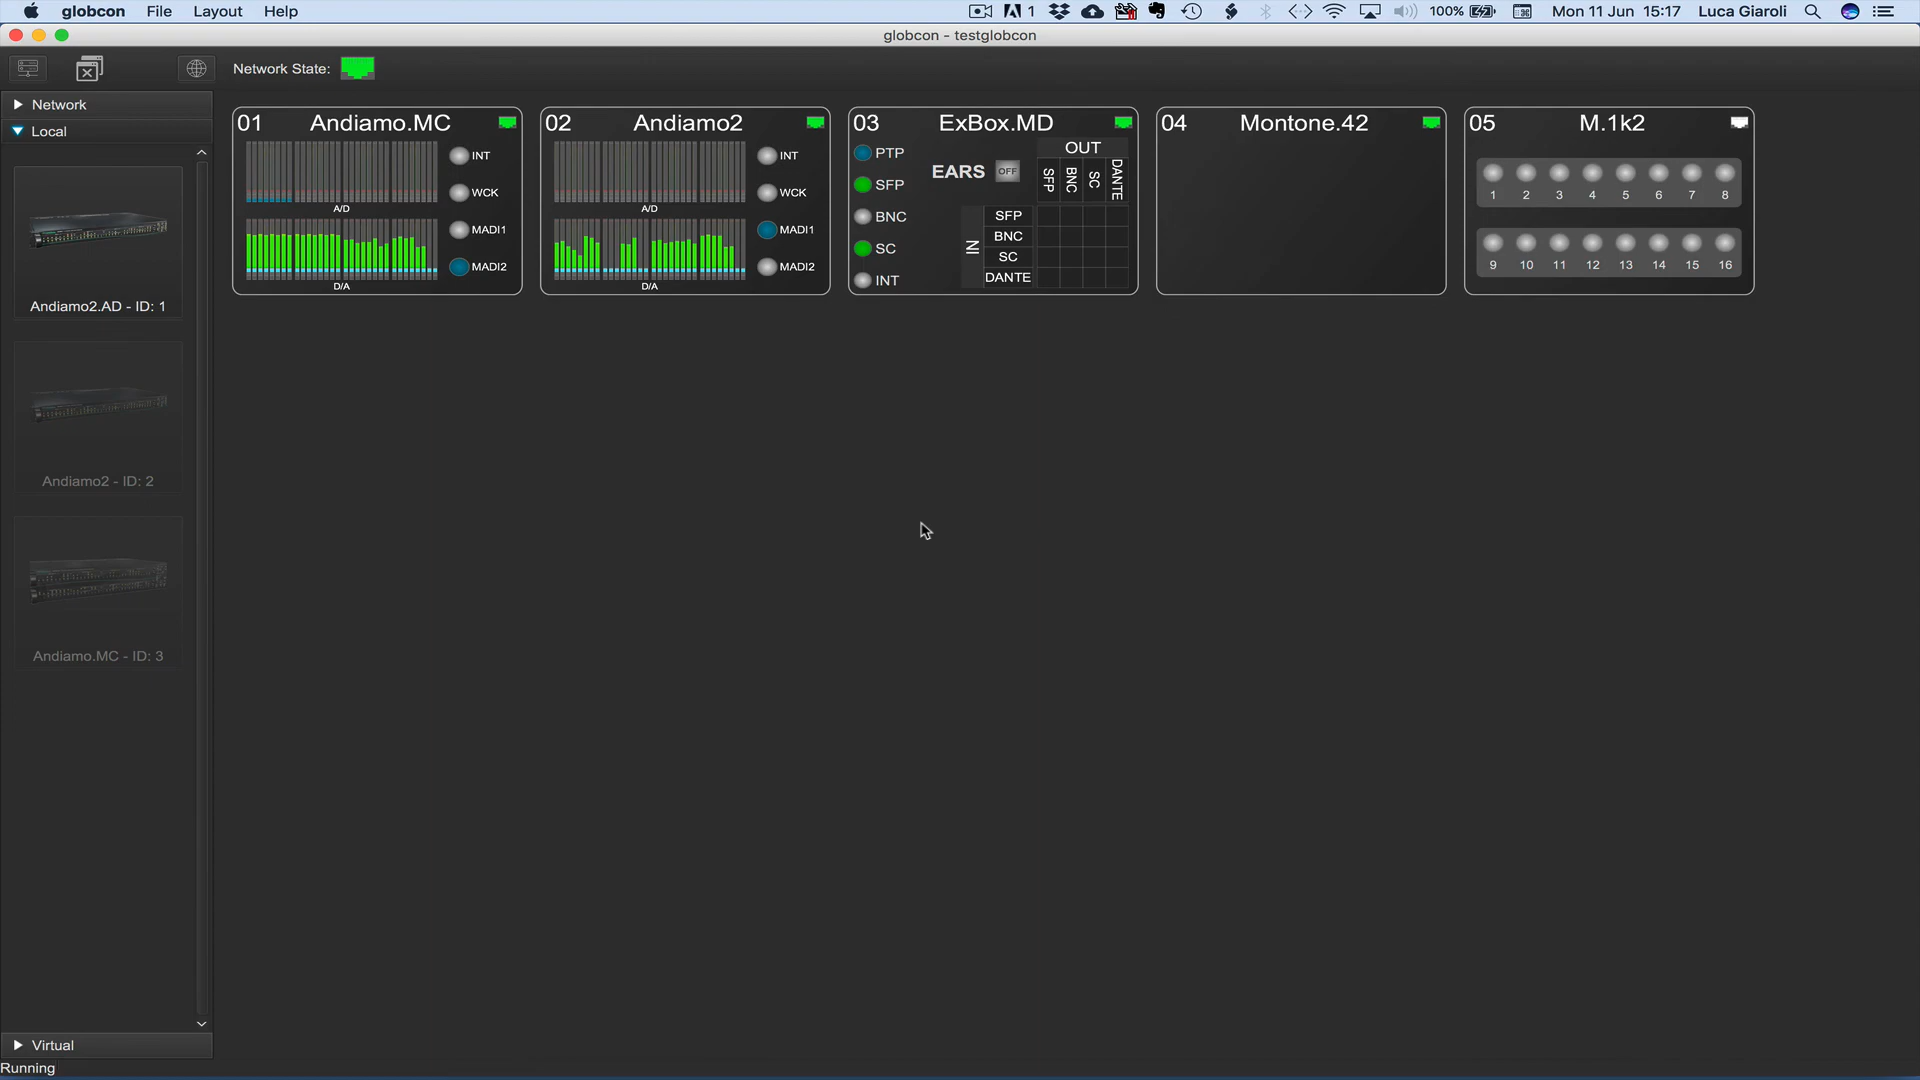 globcon File Layout Help 1 100% Mon 11 Jun 15:17 Luca Giaroli
globcon - testglobcon
Network State:
Network
Local
Andiamo2.AD - ID: 1
Andiamo2 - ID: 2
Andiamo.MC - ID: 3
Virtual
Running
01 Andiamo.MC
INT
WCK
A/D
MADI1
MADI2
D/A
02 Andiamo2
INT
WCK
A/D
MADI1
MADI2
D/A
03 ExBox.MD
PTP
SFP
BNC
SC
INT
EARS OFF
OUT
SFP BNC SC DANTE
IN
SFP
BNC
SC
DANTE
04 Montone.42
05 M.1k2
1 2 3 4 5 6 7 8
9 10 11 12 13 14 15 16